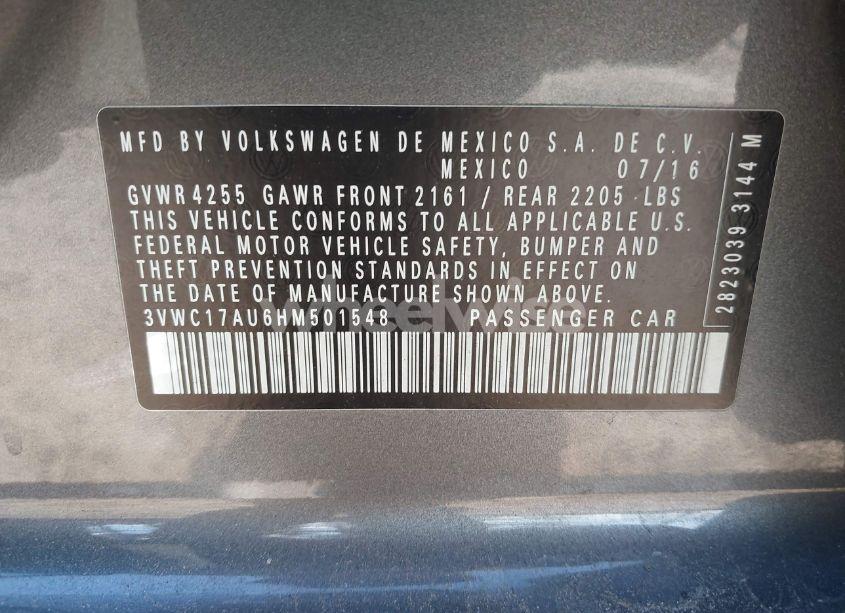 MFD BY VOLKSWAGEN DE MEXICO S.A. DE C.V.
MEXICO 07/16
GVWR 4255 GAWR FRONT 2161 / REAR 2205 LBS
THIS VEHICLE CONFORMS TO ALL APPLICABLE U.S.
FEDERAL MOTOR VEHICLE SAFETY, BUMPER AND
THEFT PREVENTION STANDARDS IN EFFECT ON
THE DATE OF MANUFACTURE SHOWN ABOVE.
3VWC17AU6HM501548 PASSENGER CAR
2823039 3144 M